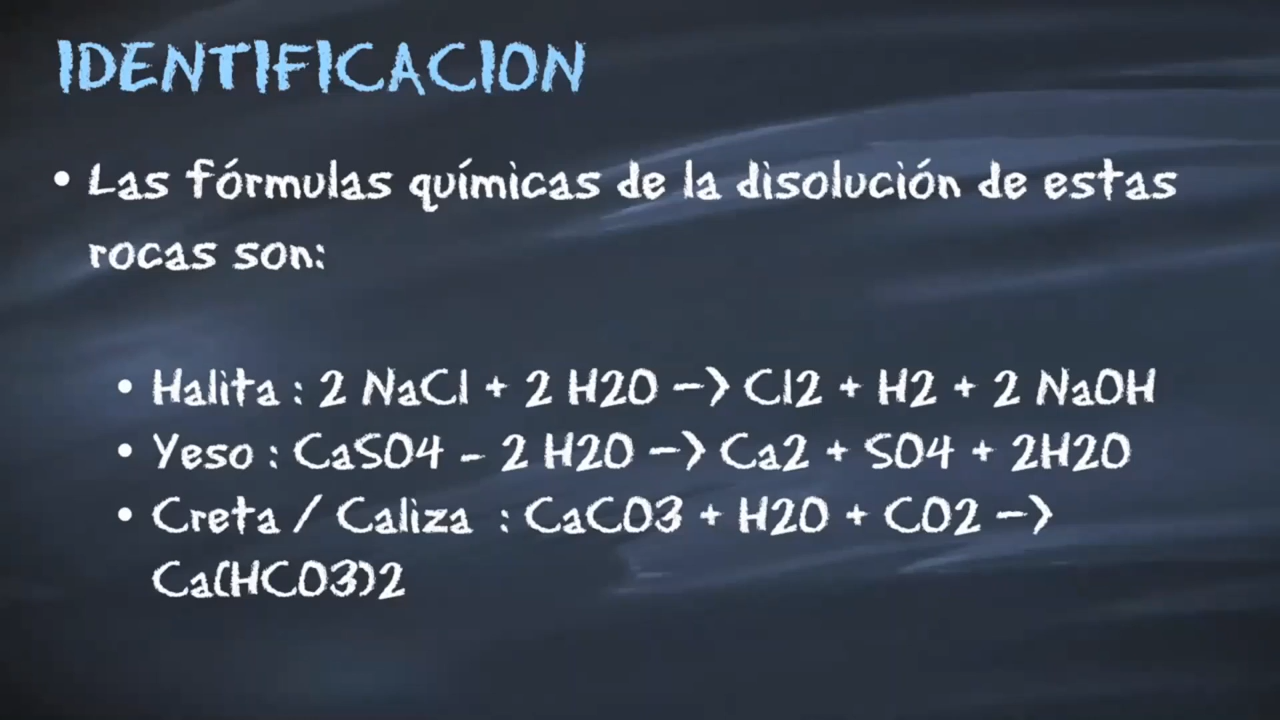 IDENTIFICACION
• Las fórmulas químicas de la disolución de estas
rocas son:
• Halita : 2 NaCl + 2 H2O —> Cl2 + H2 + 2 NaOH
• Yeso : CaSO4 - 2 H2O —> Ca2 + SO4 + 2H2O
• Creta / Caliza : CaCO3 + H2O + CO2 —>
Ca(HCO3)2